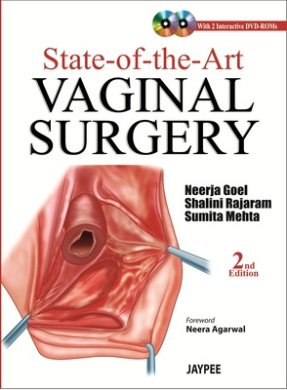 With 2 Interactive DVD-ROMs
State-of-the-Art
VAGINAL
SURGERY
Neerja Goel
Shalini Rajaram
Sumita Mehta
2nd
Edition
Foreword
Neera Agarwal
JAYPEE